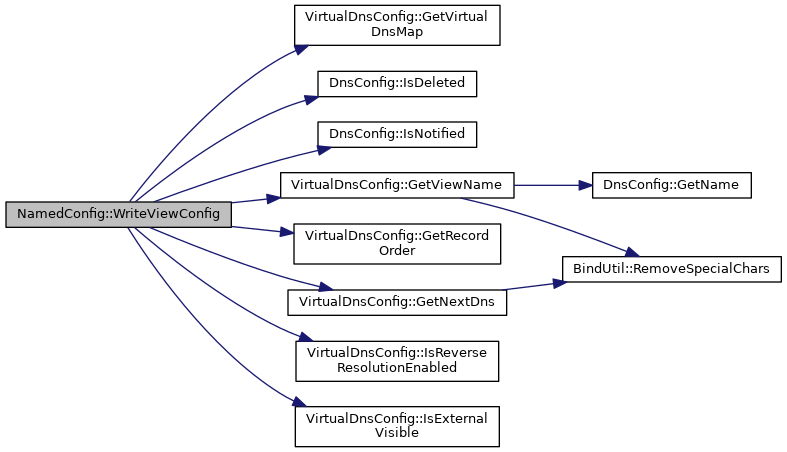 VirtualDnsConfig::GetVirtual
DnsMap
DnsConfig::IsDeleted
DnsConfig::IsNotified
VirtualDnsConfig::GetViewName
DnsConfig::GetName
NamedConfig::WriteViewConfig
VirtualDnsConfig::GetRecord
Order
BindUtil::RemoveSpecialChars
VirtualDnsConfig::GetNextDns
VirtualDnsConfig::IsReverse
ResolutionEnabled
VirtualDnsConfig::IsExternal
Visible